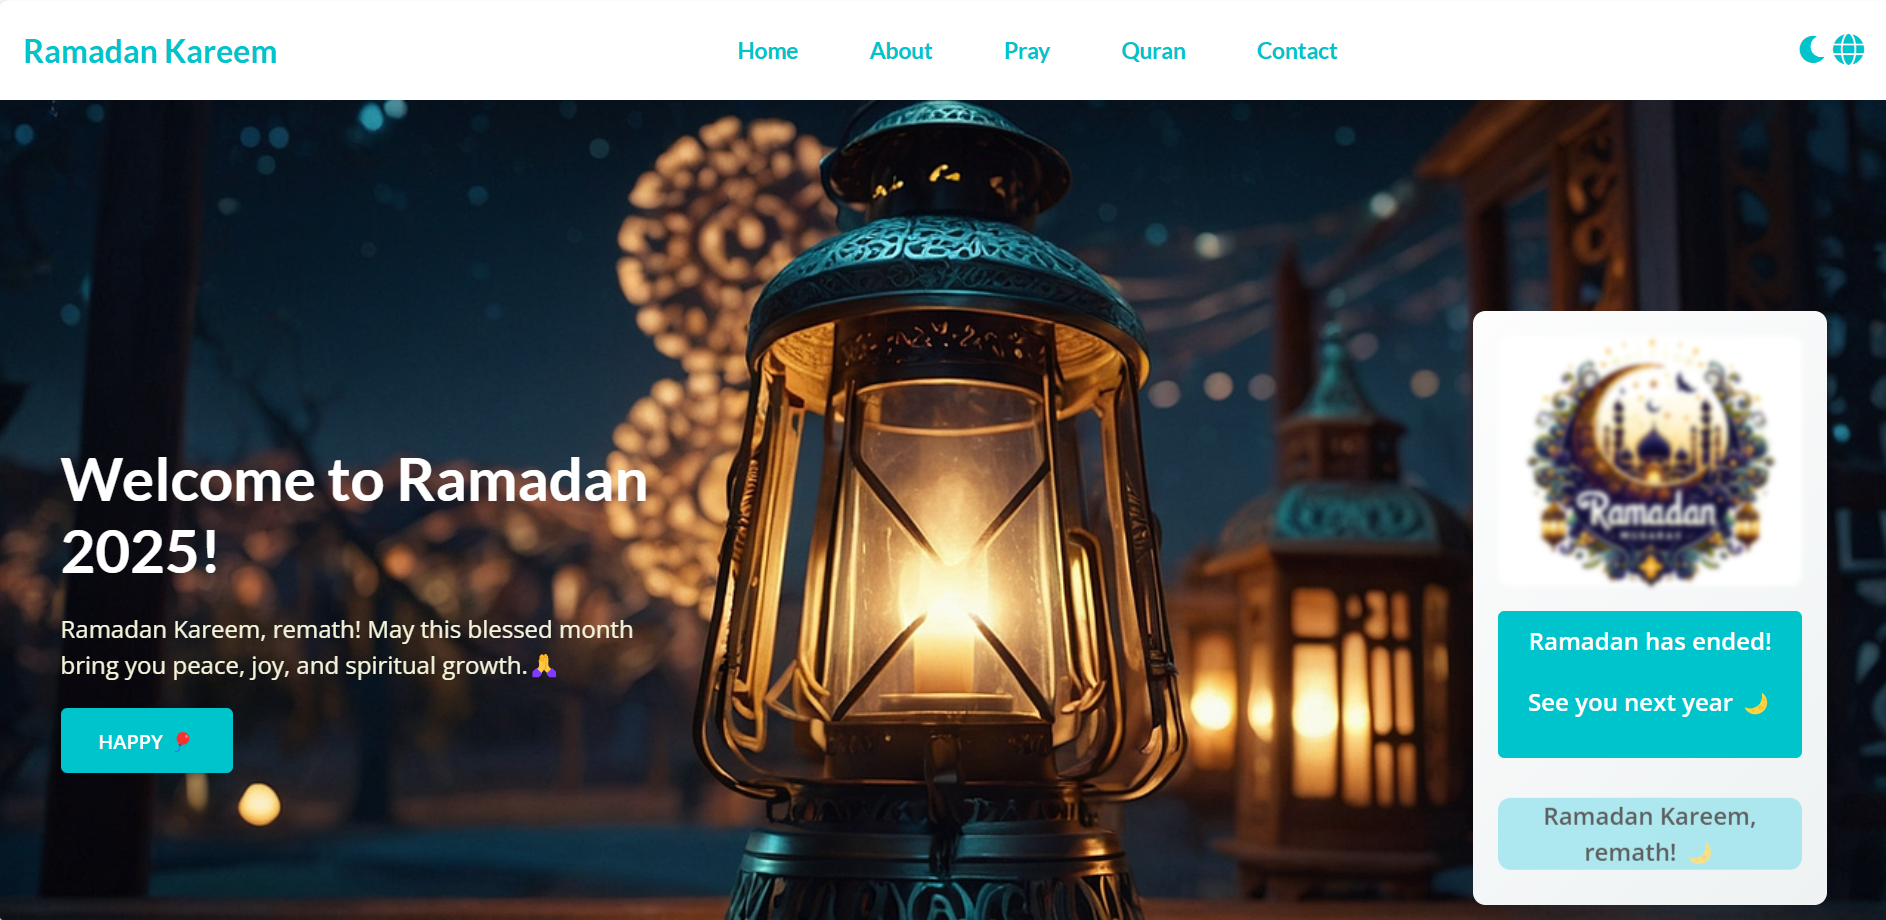 Ramadan Kareem
Home
About
Pray
Quran
Contact
Welcome to Ramadan
2025!
Ramadan Kareem, remath! May this blessed month
bring you peace, joy, and spiritual growth.🙏
HAPPY 🎈
Ramadan
MUBARAK
Ramadan has ended!
See you next year 🌙
Ramadan Kareem,
remath! 🌙